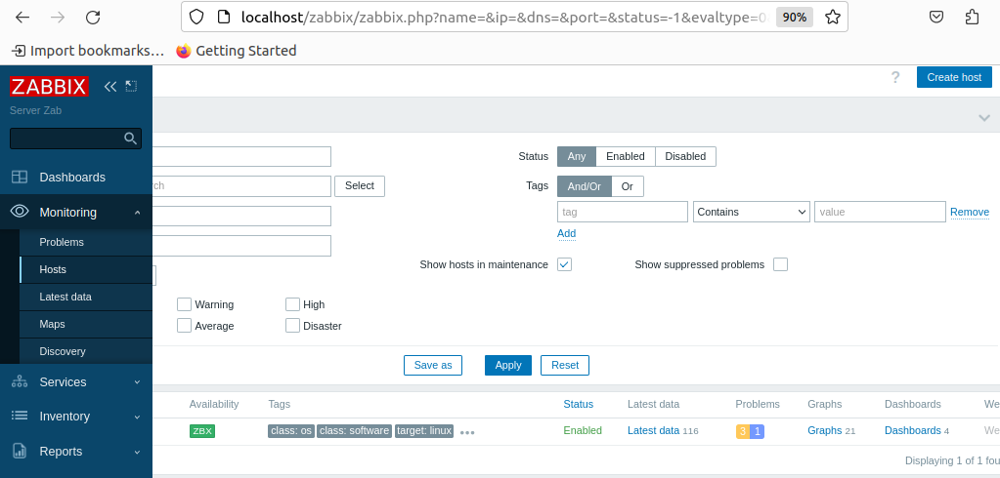 localhost/zabbix/zabbix.php?name=&ip=&dns=&port=&status=-1&evaltype=0
90%
Import bookmarks… Getting Started
ZABBIX
Server Zab
? Create host
Status Any Enabled Disabled
Dashboards
rch Select Tags And/Or Or
Monitoring
tag Contains value Remove
Add
Problems
Hosts
Show hosts in maintenance Show suppressed problems
Latest data
Warning High
Maps
Average Disaster
Discovery
Save as Apply Reset
Services
Availability Tags Status Latest data Problems Graphs Dashboards We
Inventory
ZBX class: os class: software target: linux ••• Enabled Latest data 116 3 1 Graphs 21 Dashboards 4 We
Reports
Displaying 1 of 1 fou